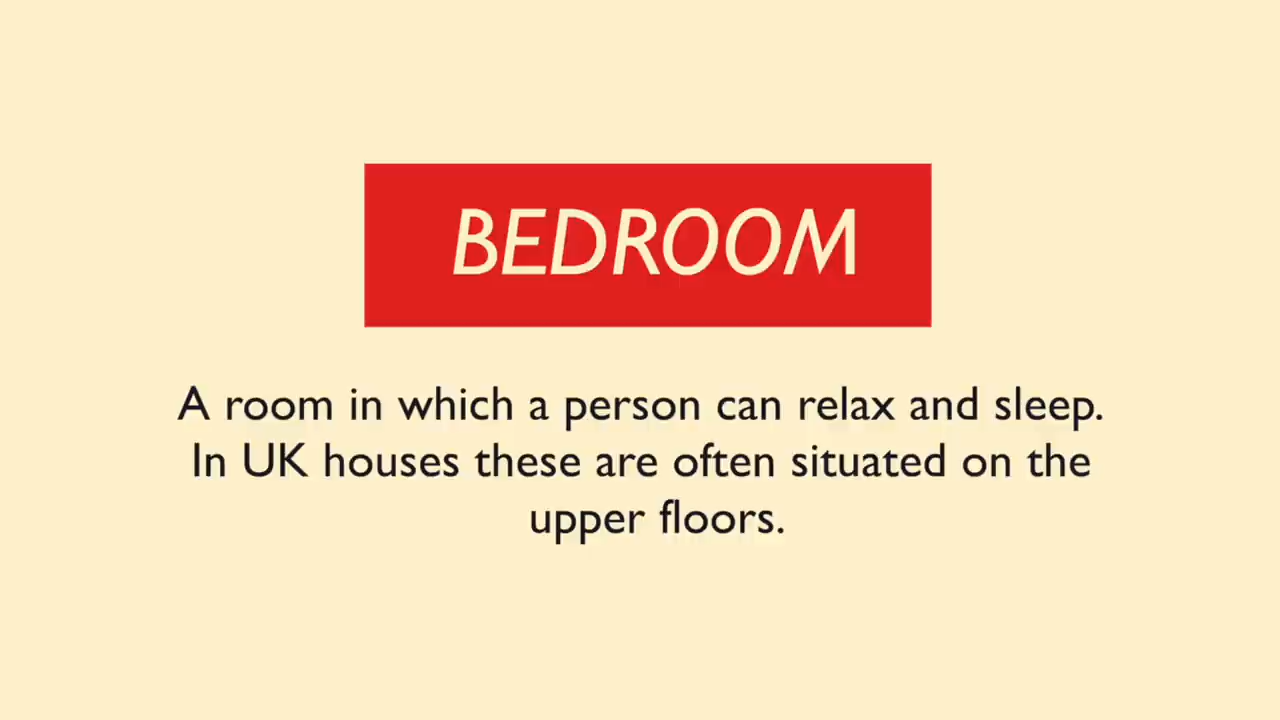 BEDROOM
A room in which a person can relax and sleep.
In UK houses these are often situated on the
upper floors.